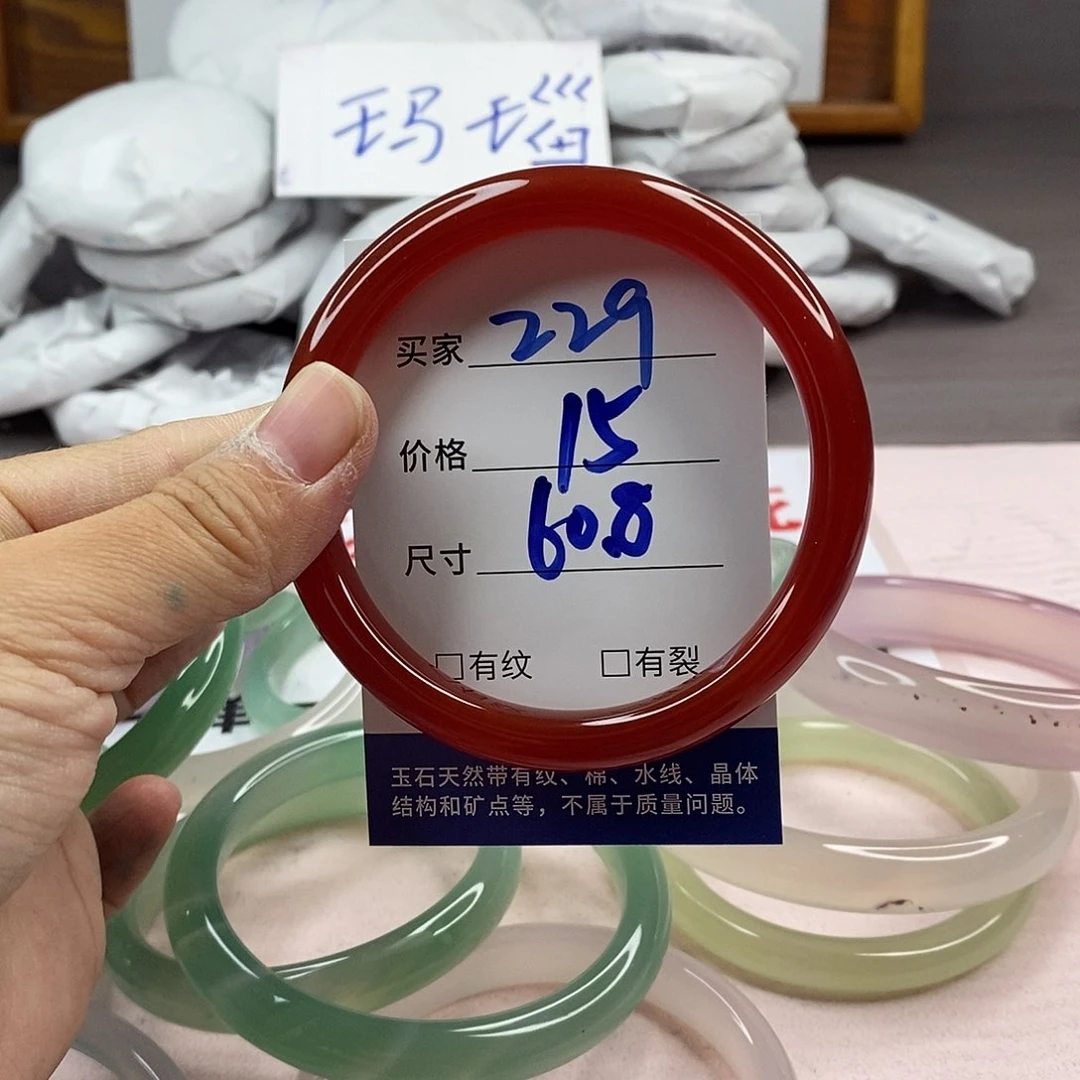 玛瑙
买家 229
价格 15
尺寸 60.8
□有纹 □有裂
玉石天然带有纹、棉、水线、晶体
结构和矿点等，不属于质量问题。